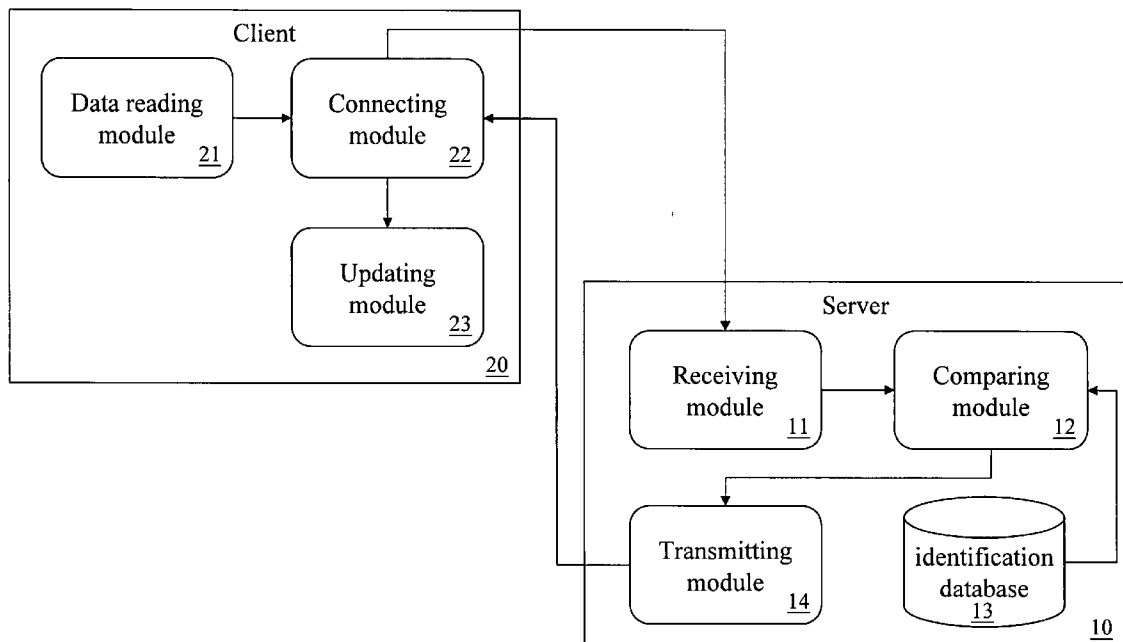 Client
Data reading
module
21
Connecting
module
22
Updating
module
23
20
Server
Receiving
module
11
Comparing
module
12
Transmitting
module
14
identification
database
13
10